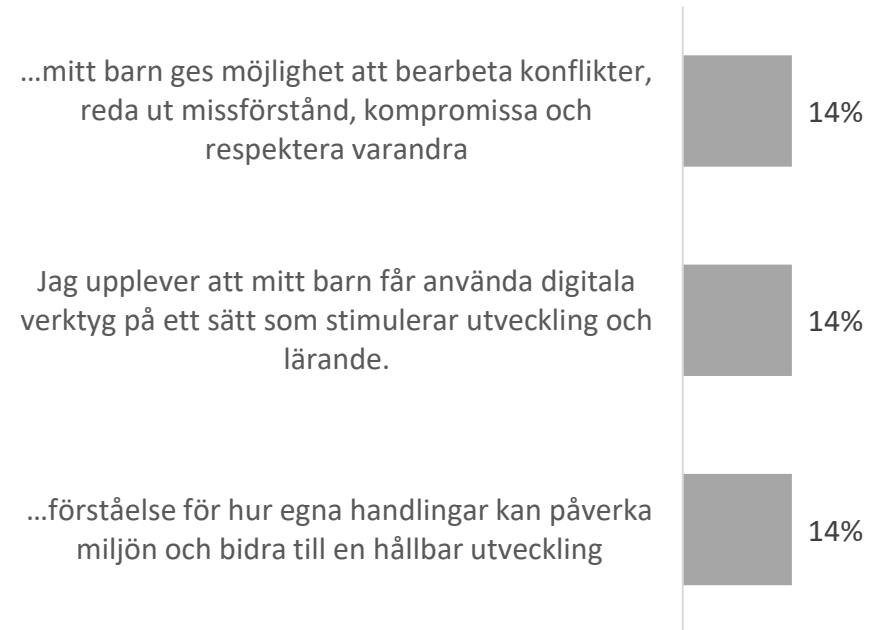 …mitt barn ges möjlighet att bearbeta konflikter,
reda ut missförstånd, kompromissa och
respektera varandra
14%
Jag upplever att mitt barn får använda digitala
verktyg på ett sätt som stimulerar utveckling och
lärande.
14%
…förståelse för hur egna handlingar kan påverka
miljön och bidra till en hållbar utveckling
14%